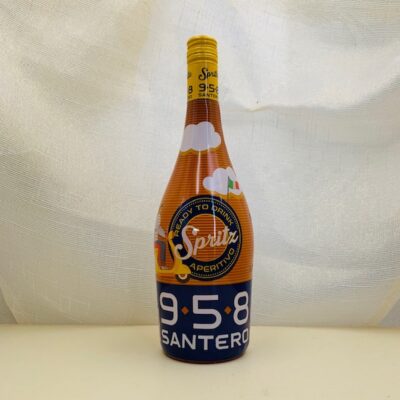 Spritz
9·5·8
SANTERO
READY TO DRINK
Spritz
APERITIVO
9·5·8
SANTERO